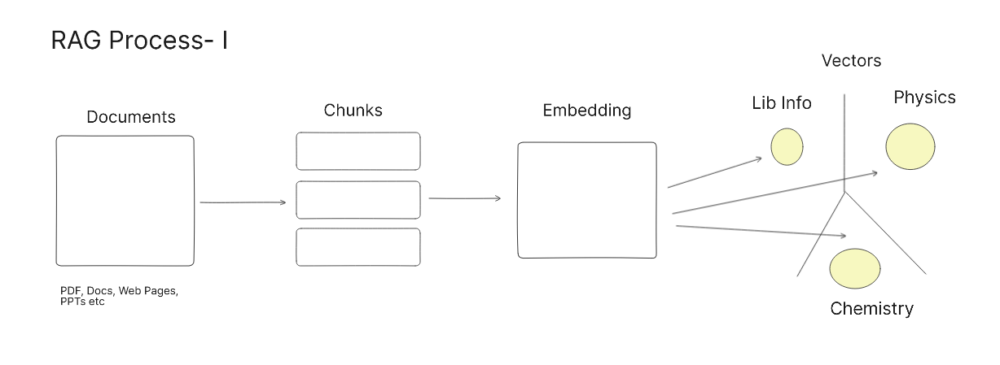 RAG Process- I
Vectors
Lib Info
Physics
Documents
Chunks
Embedding
PDF, Docs, Web Pages,
PPTs etc
Chemistry